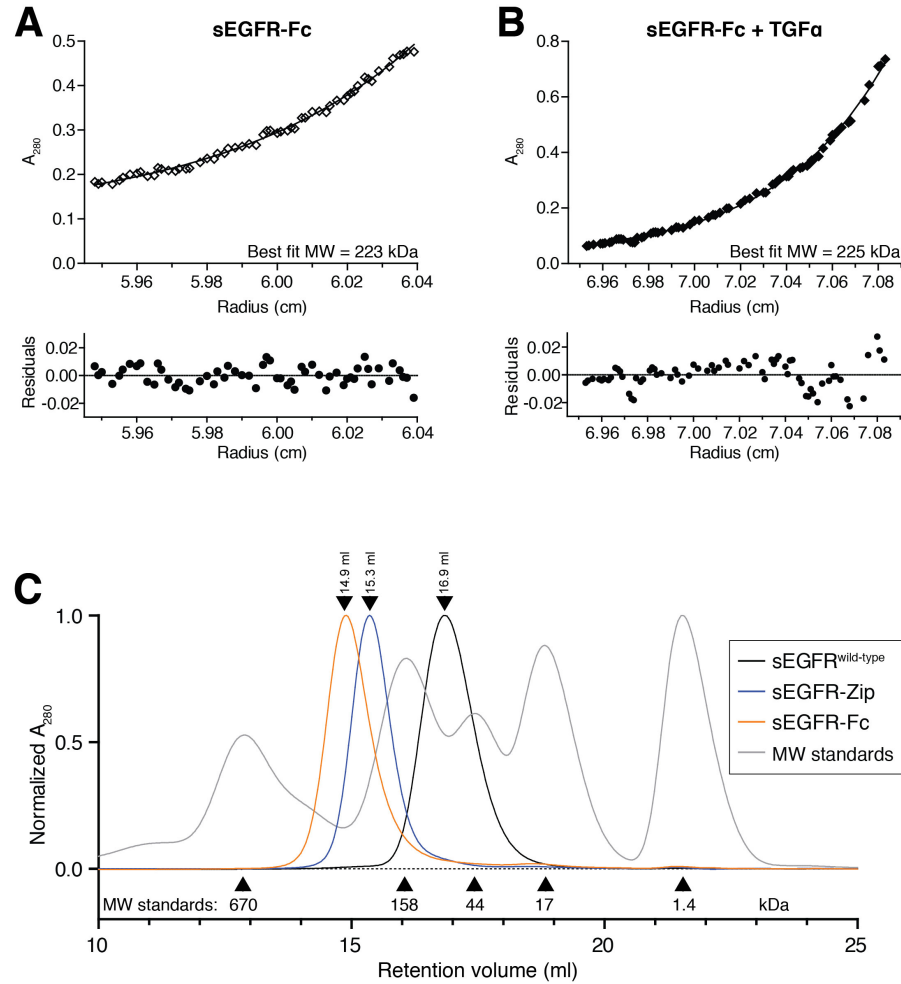 A
sEGFR-Fc
0.5
0.4
0.3
0.2
0.1
0.0
A280
Best fit MW = 223 kDa
5.96 5.98 6.00 6.02 6.04
Radius (cm)
Residuals
0.02
0.00
-0.02
5.96 5.98 6.00 6.02 6.04
Radius (cm)
B
sEGFR-Fc + TGFα
0.8
0.6
0.4
0.2
0.0
A280
Best fit MW = 225 kDa
6.96 6.98 7.00 7.02 7.04 7.06 7.08
Radius (cm)
Residuals
0.02
0.00
-0.02
6.96 6.98 7.00 7.02 7.04 7.06 7.08
Radius (cm)
C
14.9 ml
15.3 ml
16.9 ml
1.0
0.5
0.0
Normalized A280
sEGFRwild-type
sEGFR-Zip
sEGFR-Fc
MW standards
MW standards: 670 158 44 17 1.4 kDa
10 15 20 25
Retention volume (ml)